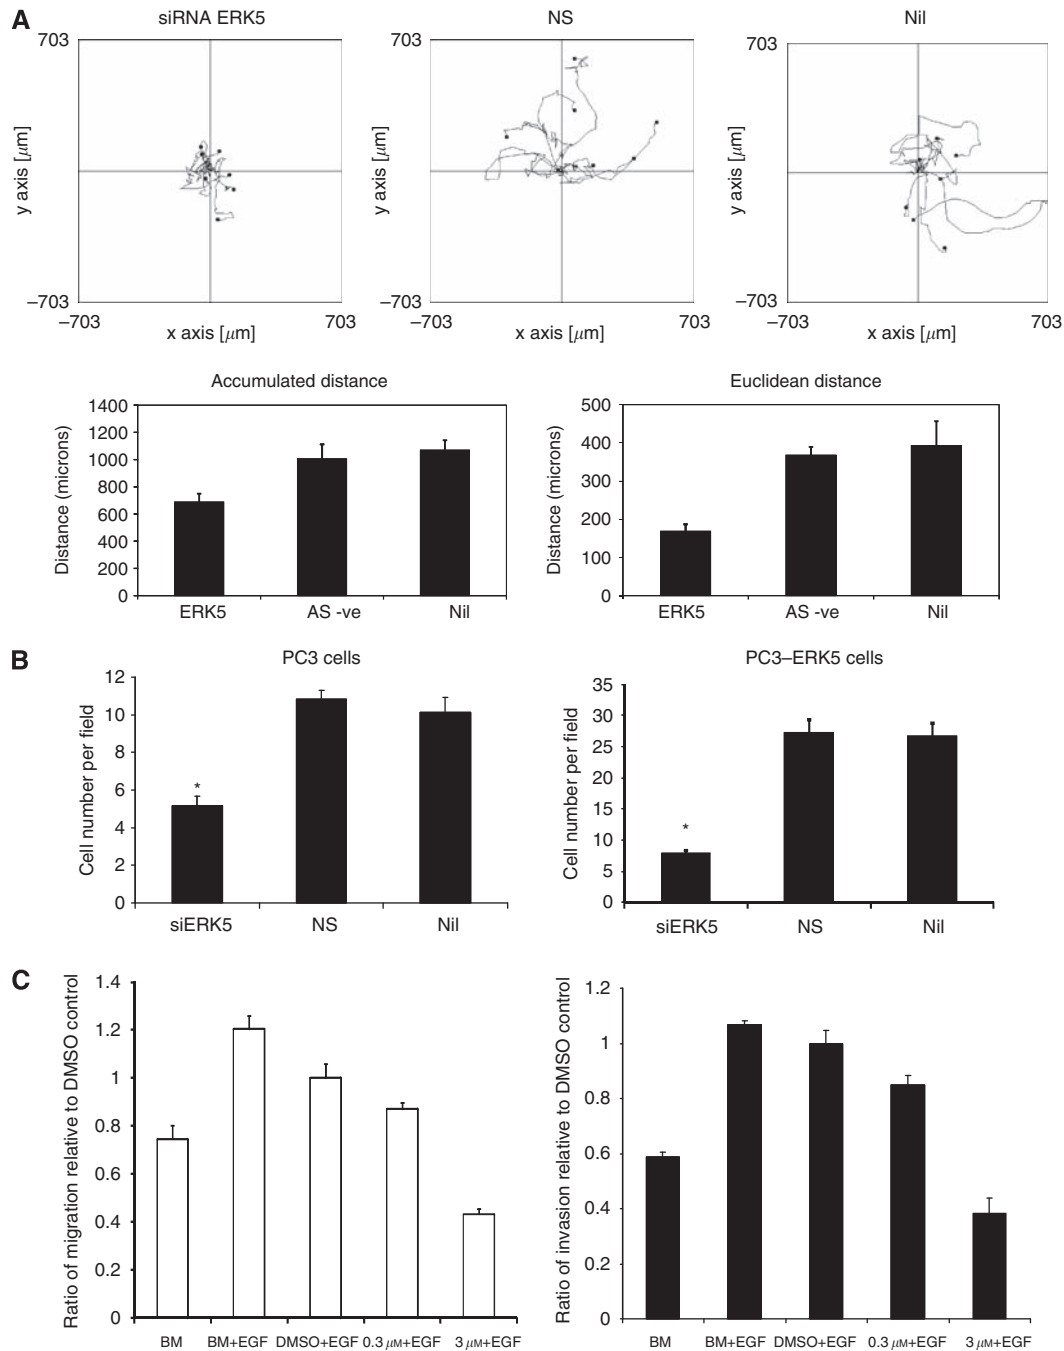 A
siRNA ERK5
NS
Nil
703
703
703
y axis [μm]
y axis [μm]
y axis [μm]
–703
–703
–703
–703
703
–703
703
–703
703
x axis [μm]
x axis [μm]
x axis [μm]
Accumulated distance
Distance (microns)
1400
1200
1000
800
600
400
200
0
ERK5
AS -ve
Nil
Euclidean distance
Distance (microns)
500
400
300
200
100
0
ERK5
AS -ve
Nil
B
PC3 cells
Cell number per field
12
10
8
6
4
2
0
*
siERK5
NS
Nil
PC3–ERK5 cells
Cell number per field
35
30
25
20
15
10
5
0
*
siERK5
NS
Nil
C
Ratio of migration relative to DMSO control
1.4
1.2
1
0.8
0.6
0.4
0.2
0
BM
BM+EGF
DMSO+EGF
0.3 μM+EGF
3 μM+EGF
Ratio of invasion relative to DMSO control
1.2
1
0.8
0.6
0.4
0.2
0
BM
BM+EGF
DMSO+EGF
0.3 μM+EGF
3 μM+EGF